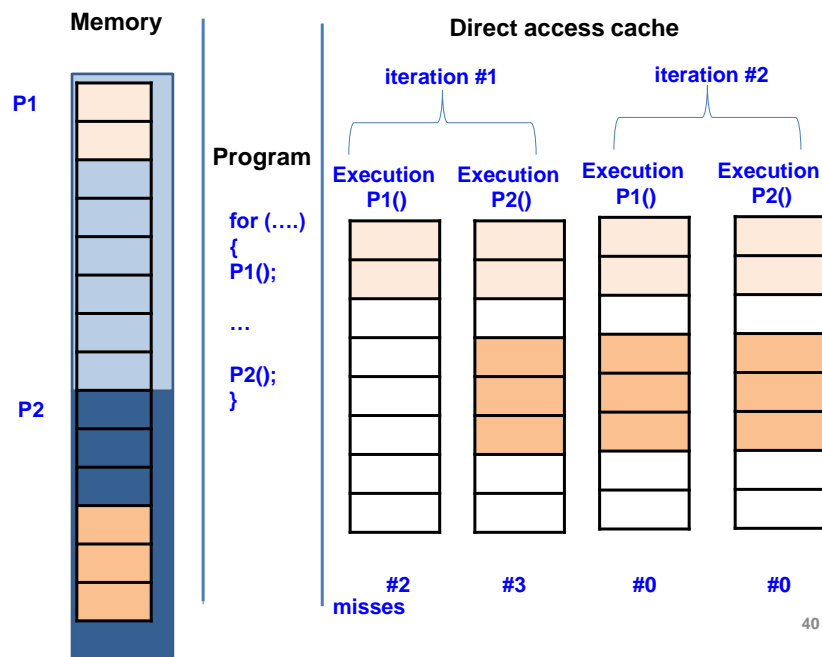 Memory
P1
P2
Program
for (….)
{
P1();
…
P2();
}
Direct access cache
iteration #1
iteration #2
Execution
P1()
Execution
P2()
Execution
P1()
Execution
P2()
#2
misses
#3
#0
#0
40